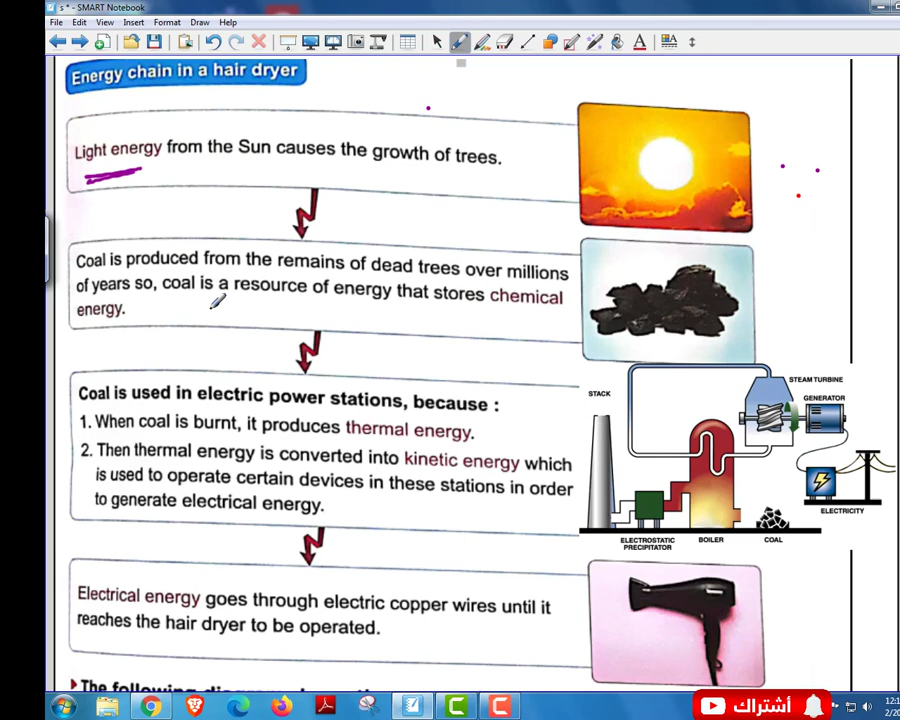 s * - SMART Notebook
File Edit View Insert Format Draw Help
Energy chain in a hair dryer
Light energy from the Sun causes the growth of trees.
Coal is produced from the remains of dead trees over millions
of years so, coal is a resource of energy that stores chemical
energy.
Coal is used in electric power stations, because :
1. When coal is burnt, it produces thermal energy.
2. Then thermal energy is converted into kinetic energy which
is used to operate certain devices in these stations in order
to generate electrical energy.
STACK
STEAM TURBINE
GENERATOR
ELECTRICITY
ELECTROSTATIC
PRECIPITATOR
BOILER
COAL
Electrical energy goes through electric copper wires until it
reaches the hair dryer to be operated.
The following
أشتراك